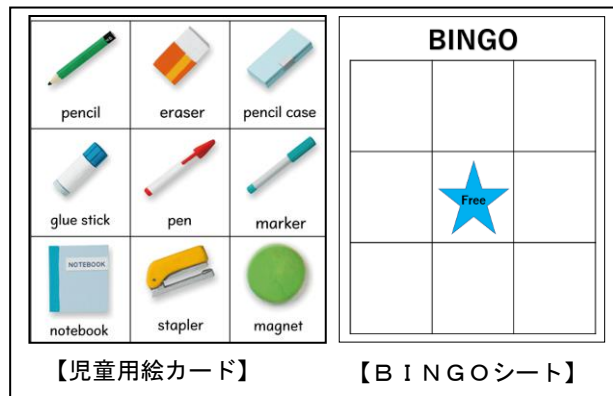 BINGO
pencil eraser pencil case
glue stick pen marker
Free
NOTEBOOK
notebook stapler magnet
【児童用絵カード】 【ＢＩＮＧＯシート】